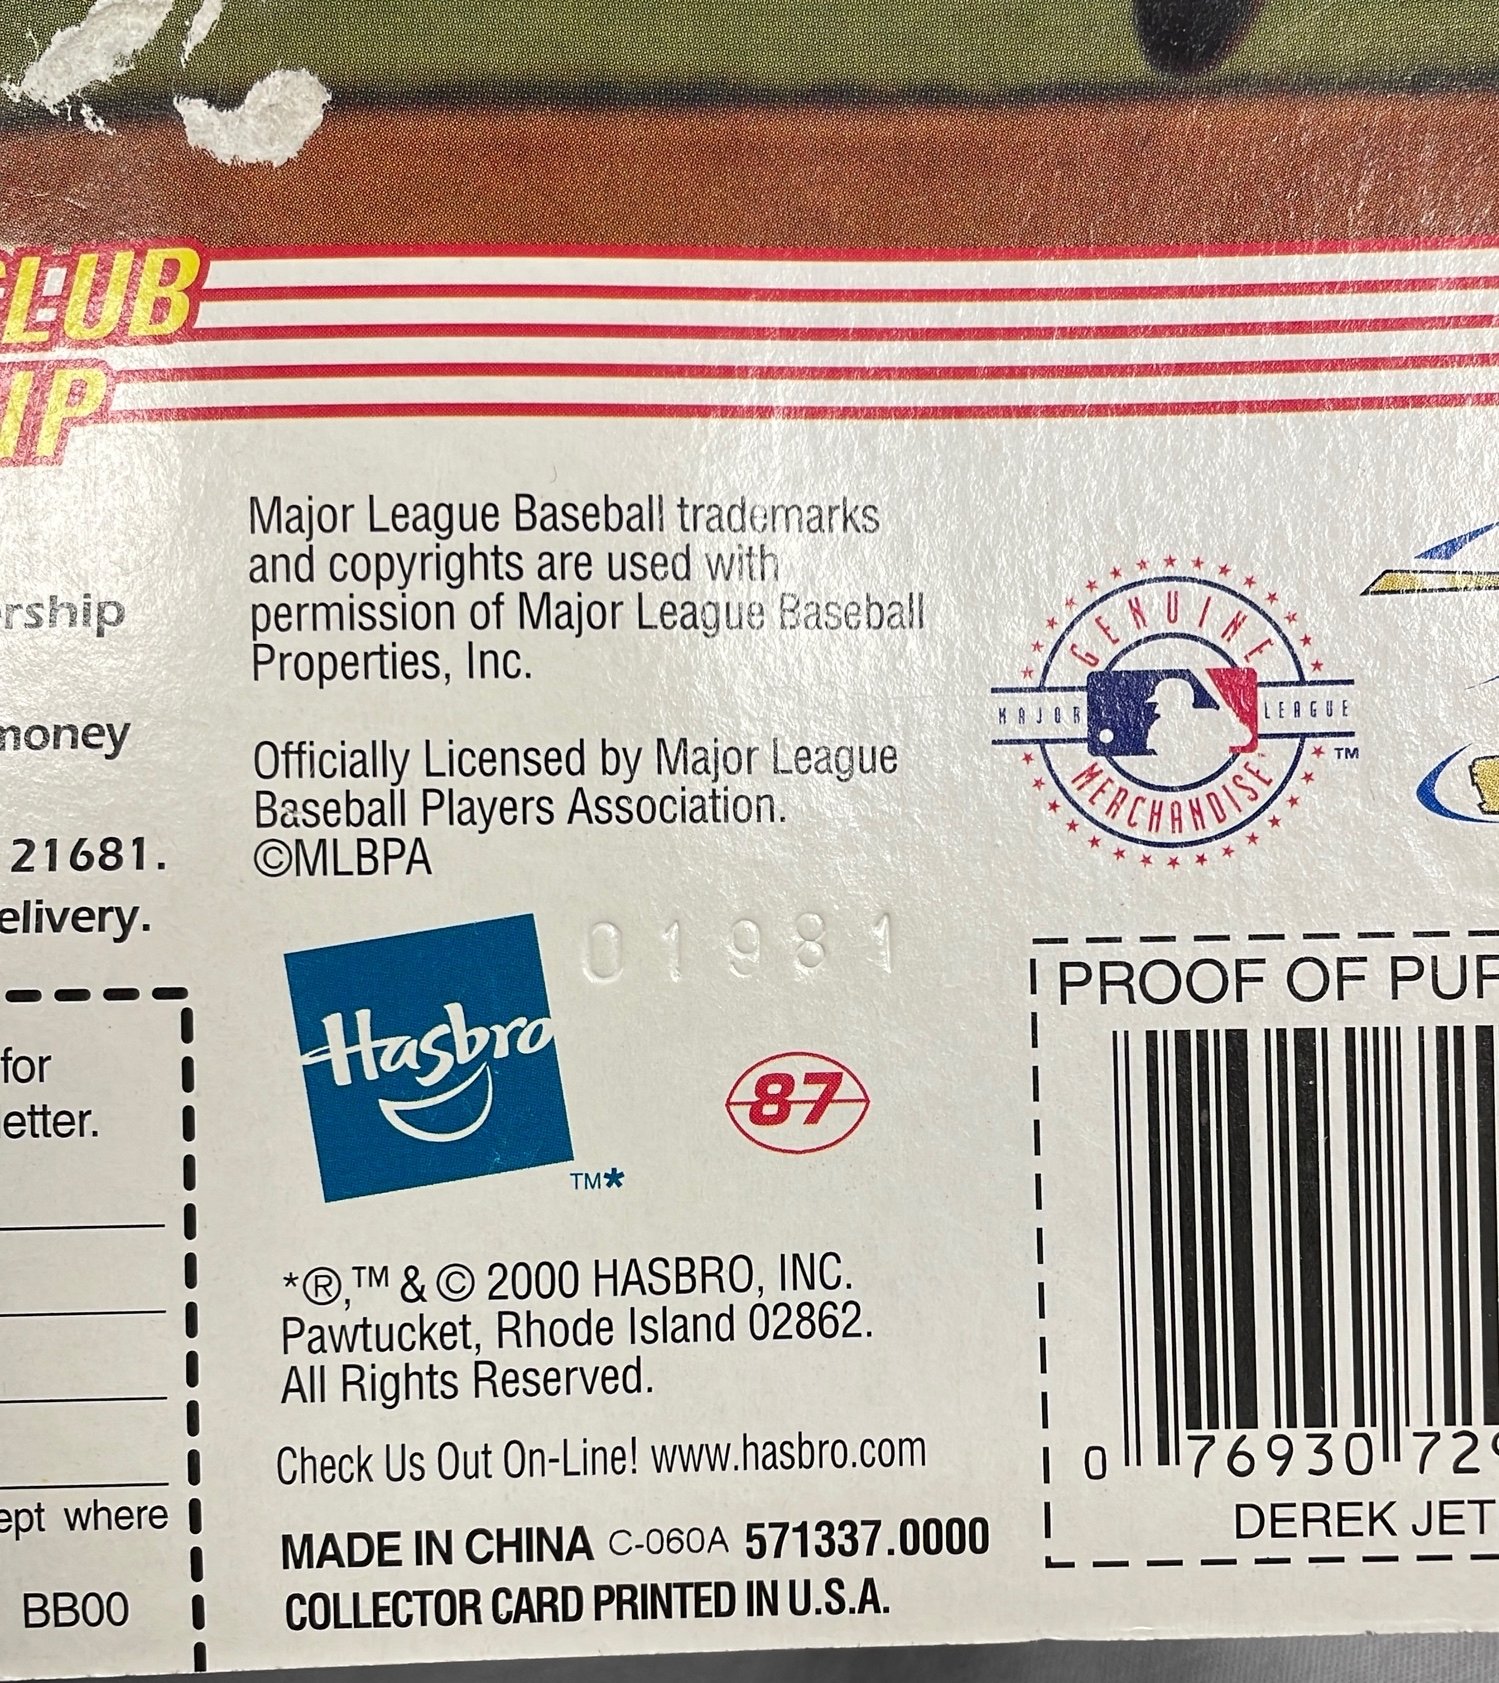 CLUB
IP
rship
money
21681.
elivery.
for
etter.
ept where
BB00
Major League Baseball trademarks
and copyrights are used with
permission of Major League Baseball
Properties, Inc.
Officially Licensed by Major League
Baseball Players Association.
©MLBPA
GENUINE
MAJOR LEAGUE
MERCHANDISE
TM
01981
Hasbro
TM*
87
*®,TM & © 2000 HASBRO, INC.
Pawtucket, Rhode Island 02862.
All Rights Reserved.
Check Us Out On-Line! www.hasbro.com
MADE IN CHINA C-060A 571337.0000
COLLECTOR CARD PRINTED IN U.S.A.
PROOF OF PUR
0 76930 729
DEREK JET